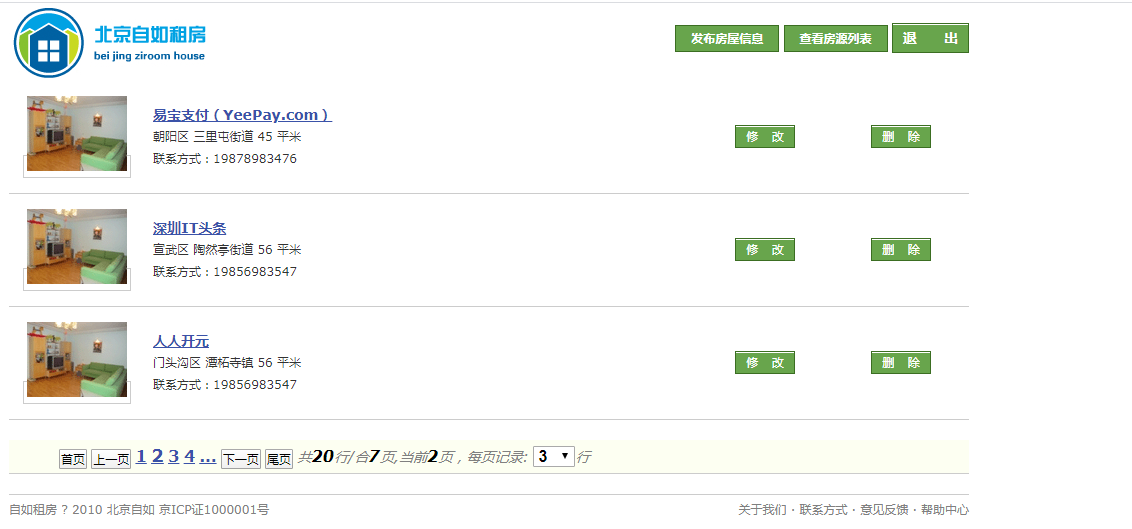 北京自如租房
bei jing ziroom house
发布房屋信息 查看房源列表 退 出
易宝支付（YeePay.com）
朝阳区 三里屯街道 45 平米
联系方式：19878983476
修 改 删 除
深圳IT头条
宣武区 陶然亭街道 56 平米
联系方式：19856983547
修 改 删 除
人人开元
门头沟区 潭柘寺镇 56 平米
联系方式：19856983547
修 改 删 除
首页 上一页 1 2 3 4 ... 下一页 尾页 共20行/合7页,当前2页，每页记录: 3 行
自如租房 ? 2010 北京自如 京ICP证1000001号
关于我们 · 联系方式 · 意见反馈 · 帮助中心